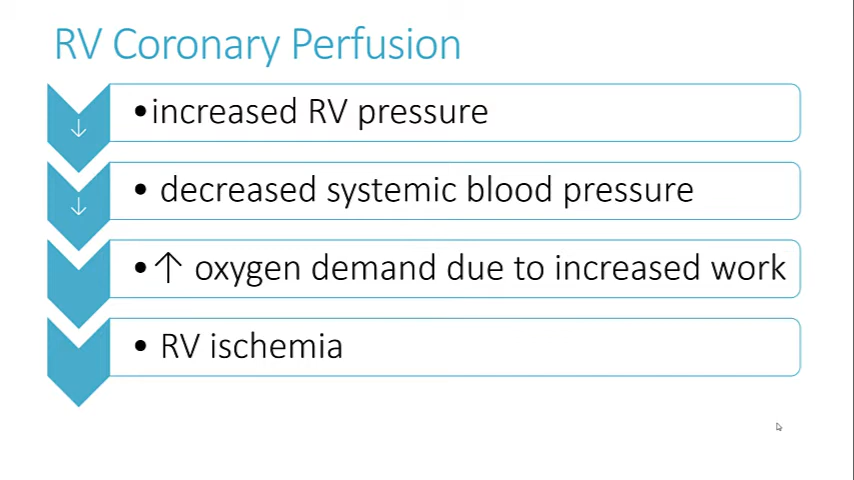 RV Coronary Perfusion
↓
•increased RV pressure
↓
• decreased systemic blood pressure
•↑ oxygen demand due to increased work
• RV ischemia